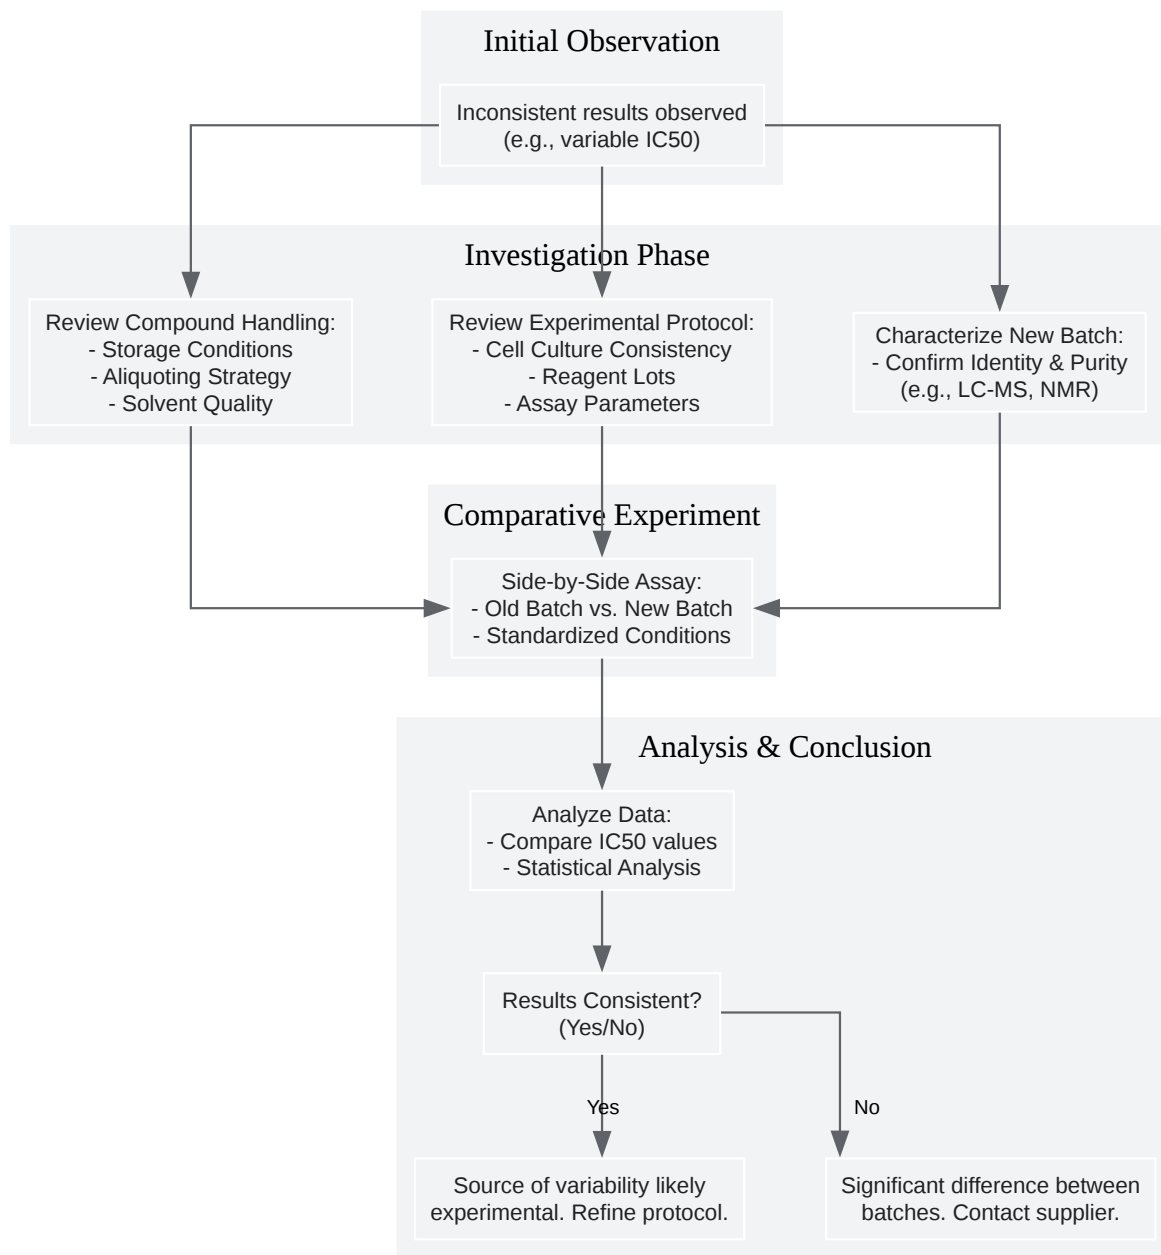 Initial Observation
Inconsistent results observed
(e.g., variable IC50)
Investigation Phase
Review Compound Handling:
- Storage Conditions
- Aliquoting Strategy
- Solvent Quality
Review Experimental Protocol:
- Cell Culture Consistency
- Reagent Lots
- Assay Parameters
Characterize New Batch:
- Confirm Identity & Purity
(e.g., LC-MS, NMR)
Comparative Experiment
Side-by-Side Assay:
- Old Batch vs. New Batch
- Standardized Conditions
Analysis & Conclusion
Analyze Data:
- Compare IC50 values
- Statistical Analysis
Results Consistent?
(Yes/No)
Yes
No
Source of variability likely
experimental. Refine protocol.
Significant difference between
batches. Contact supplier.